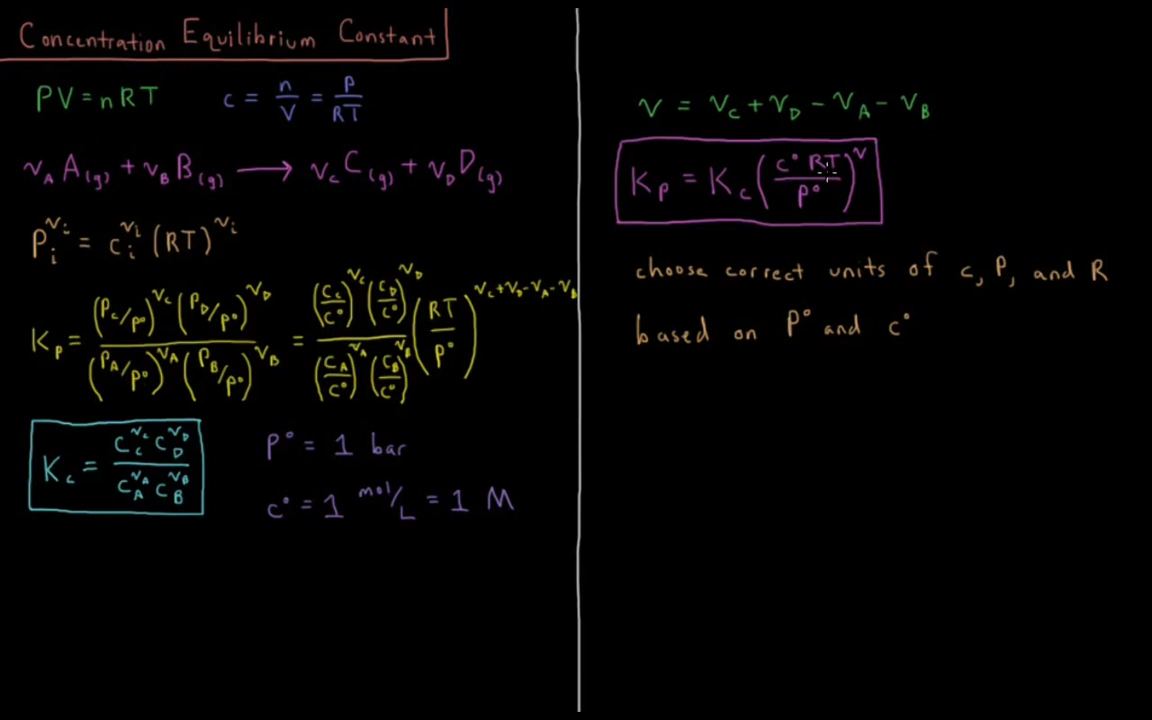 Concentration Equilibrium Constant
PV = nRT    c = n/V = P/RT
ν_A A(g) + ν_B B(g) ⟶ ν_C C(g) + ν_D D(g)
P_i^ν_i = c_i^ν_i (RT)^ν_i
K_p = (P_C/P°)^ν_C (P_D/P°)^ν_D / (P_A/P°)^ν_A (P_B/P°)^ν_B = (C_C/C°)^ν_C (C_D/C°)^ν_D / (C_A/C°)^ν_A (C_B/C°)^ν_B (RT/P°)^ν_C+ν_D-ν_A-ν_B
K_c = C_C^ν_C C_D^ν_D / C_A^ν_A C_B^ν_B
P° = 1 bar
c° = 1 mol/L = 1 M
ν = ν_C + ν_D - ν_A - ν_B
K_p = K_c (c° RT / P°)^ν
choose correct units of c, P, and R
based on P° and c°